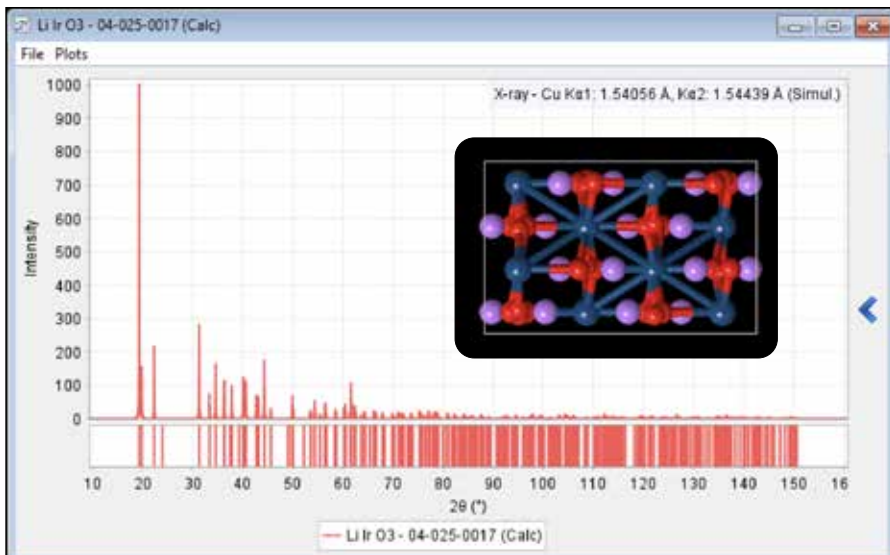 Li Ir O3 - 04-025-0017 (Calc)
File Plots
X-ray - Cu Kα1: 1.54056 Å, Kα2: 1.54439 Å (Simul.)
1000
900
800
700
600
500
400
300
200
100
0
Intensity
10 20 30 40 50 60 70 80 90 100 110 120 130 140 150 16
2θ (°)
Li Ir O3 - 04-025-0017 (Calc)